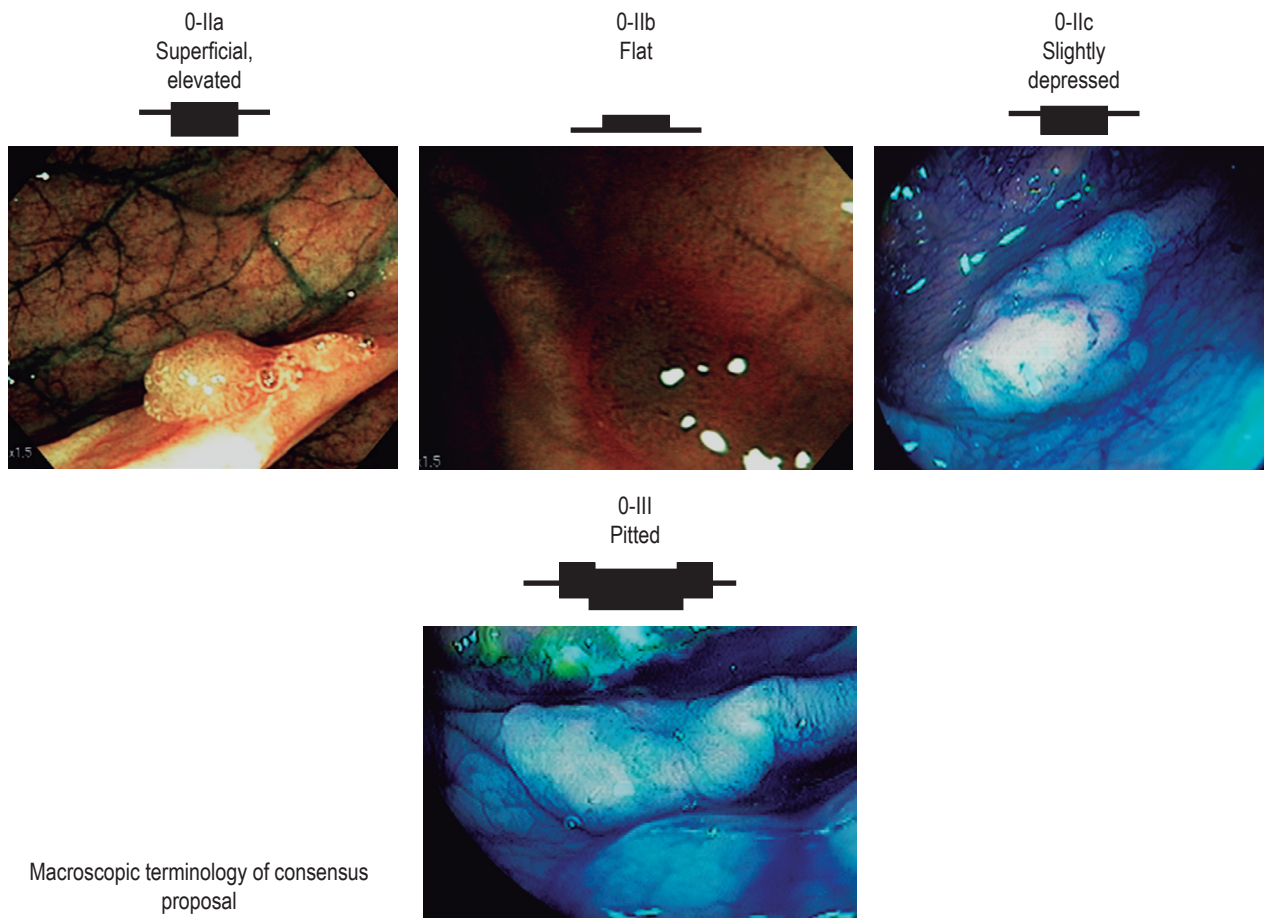 0-IIa
Superficial,
elevated
0-IIb
Flat
0-IIc
Slightly
depressed
x1.5
x1.5
0-III
Pitted
Macroscopic terminology of consensus
proposal